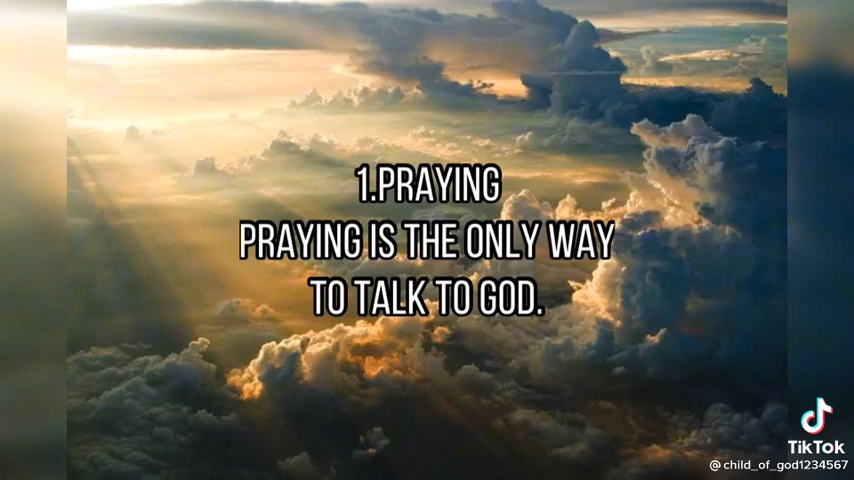 1.PRAYING
PRAYING IS THE ONLY WAY
TO TALK TO GOD.
TikTok
@child_of_god1234567